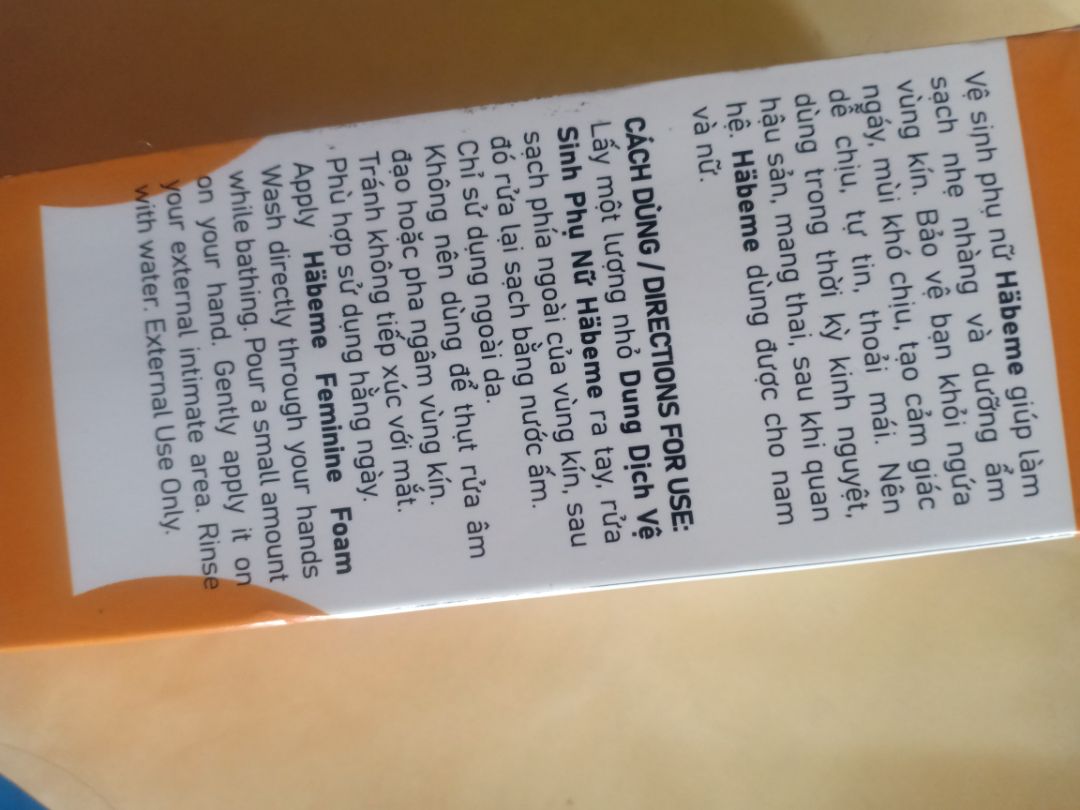 Vệ sinh phụ nữ Häbeme giúp làm
sạch nhẹ nhàng và dưỡng ẩm
vùng kín. Bảo vệ bạn khỏi ngứa
ngáy, mùi khó chịu, tạo cảm giác
dễ chịu, tự tin, thoải mái. Nên
dùng trong thời kỳ kinh nguyệt,
hậu sản, mang thai, sau khi quan
hệ. Häbeme dùng được cho nam
và nữ.
CÁCH DÙNG / DIRECTIONS FOR USE:
Lấy một lượng nhỏ Dung Dịch Vệ
Sinh Phụ Nữ Häbeme ra tay, rửa
sạch phía ngoài của vùng kín, sau
đó rửa lại sạch bằng nước ấm.
Chỉ sử dụng ngoài da.
Không nên dùng để thụt rửa âm
đạo hoặc pha ngâm vùng kín.
Tránh không tiếp xúc với mắt.
Phù hợp sử dụng hằng ngày.
Apply Häbeme Feminine Foam
Wash directly through your hands
while bathing. Pour a small amount
on your hand. Gently apply it on
your external intimate area. Rinse
with water. External Use Only.